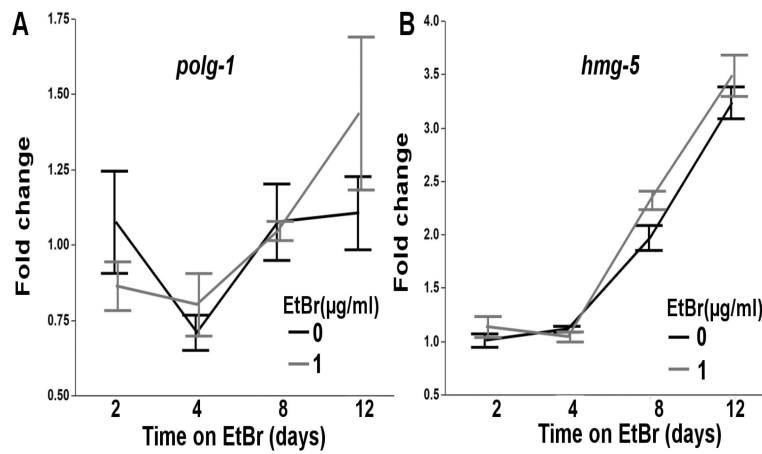 A
polg-1
Fold change
1.75
1.50
1.25
1.00
0.75
0.50
EtBr(µg/ml)
0
1
2 4 8 12
Time on EtBr (days)
B
hmg-5
Fold change
4.0
3.5
3.0
2.5
2.0
1.5
1.0
0.5
EtBr(µg/ml)
0
1
2 4 8 12
Time on EtBr (days)